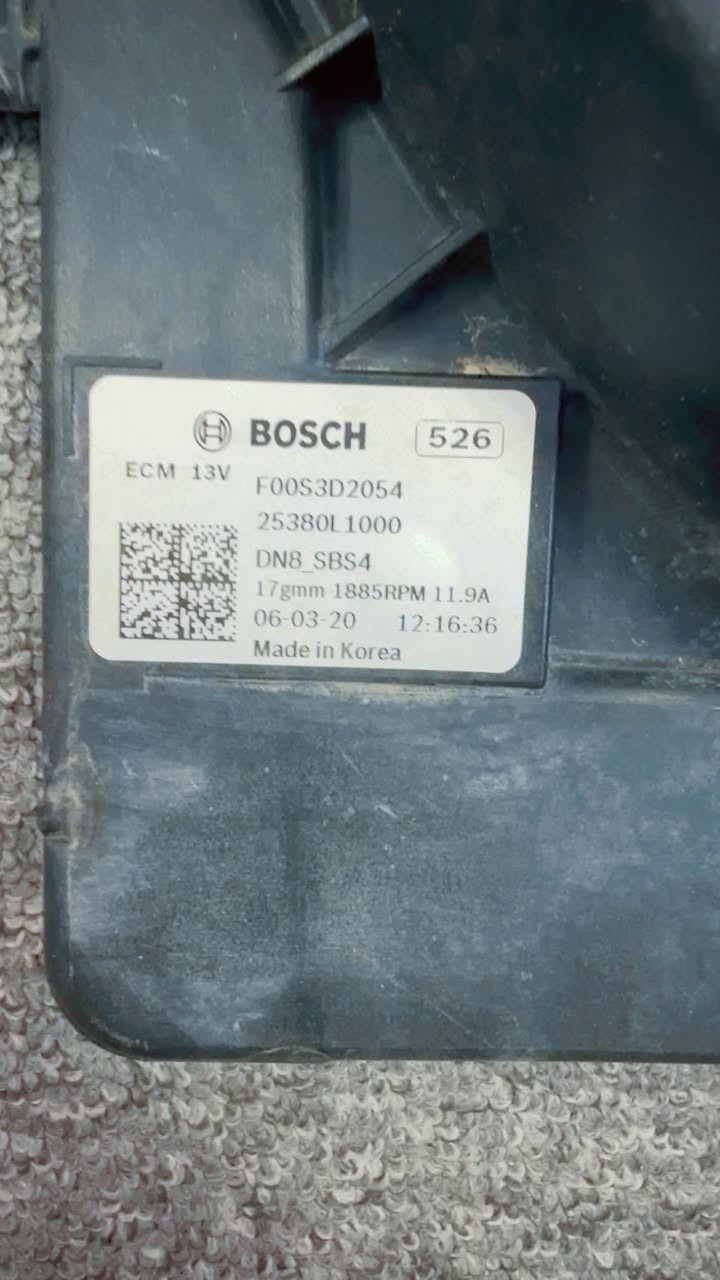 BOSCH 526
ECM 13V
F00S3D2054
25380L1000
DN8_SBS4
17gmm 1885RPM 11.9A
06-03-20 12:16:36
Made in Korea